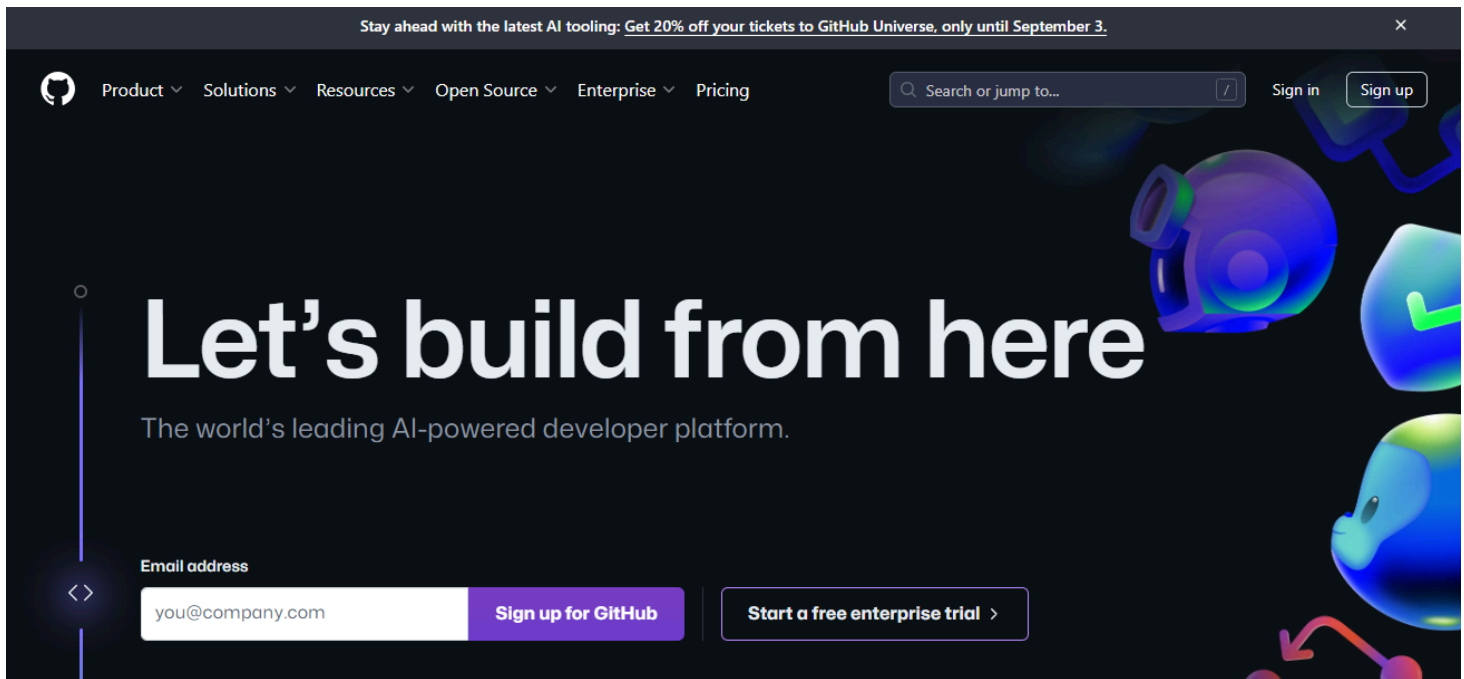 Stay ahead with the latest AI tooling: Get 20% off your tickets to GitHub Universe, only until September 3.
Product Solutions Resources Open Source Enterprise Pricing Search or jump to... / Sign in Sign up
Let’s build from here
The world’s leading AI-powered developer platform.
Email address
you@company.com Sign up for GitHub Start a free enterprise trial